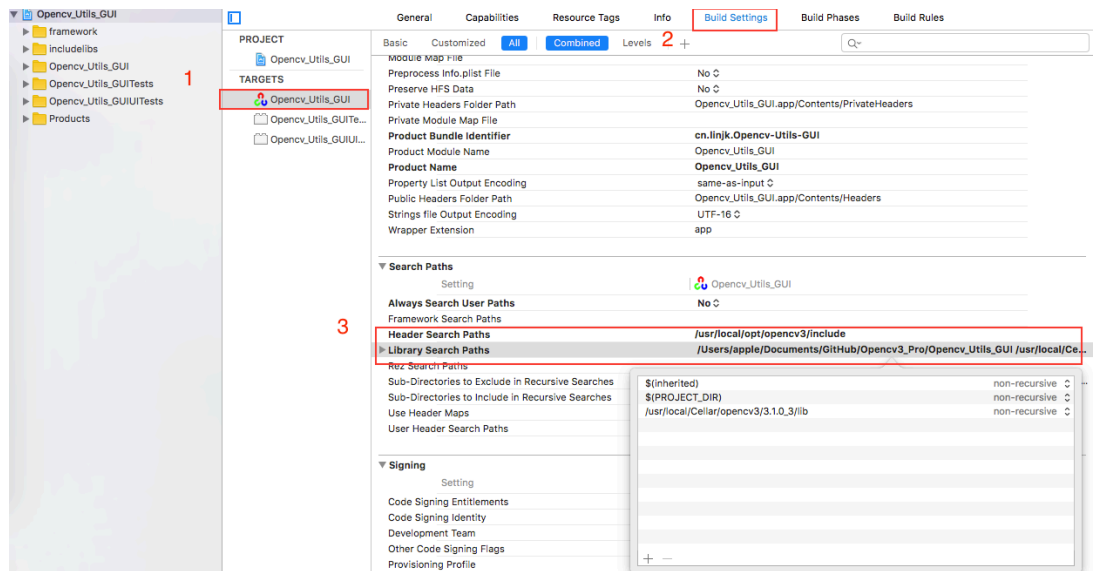 Opencv_Utils_GUI
framework
includelibs
Opencv_Utils_GUI
Opencv_Utils_GUITests
Opencv_Utils_GUIUITests
Products
1
General Capabilities Resource Tags Info Build Settings Build Phases Build Rules
PROJECT
Opencv_Utils_GUI
TARGETS
Opencv_Utils_GUI
Opencv_Utils_GUITe...
Opencv_Utils_GUIUI...
Basic Customized All Combined Levels 2 +
Module Map File
Preprocess Info.plist File No
Preserve HFS Data No
Private Headers Folder Path Opencv_Utils_GUI.app/Contents/PrivateHeaders
Private Module Map File
Product Bundle Identifier cn.linjk.Opencv-Utils-GUI
Product Module Name Opencv_Utils_GUI
Product Name Opencv_Utils_GUI
Property List Output Encoding same-as-input
Public Headers Folder Path Opencv_Utils_GUI.app/Contents/Headers
Strings file Output Encoding UTF-16
Wrapper Extension app
Search Paths
Setting Opencv_Utils_GUI
Always Search User Paths No
Framework Search Paths
3
Header Search Paths /usr/local/opt/opencv3/include
Library Search Paths /Users/apple/Documents/GitHub/Opencv3_Pro/Opencv_Utils_GUI /usr/local/Ce...
Rez Search Paths
Sub-Directories to Exclude in Recursive Searches
Sub-Directories to Include in Recursive Searches
Use Header Maps
User Header Search Paths
$(inherited) non-recursive
$(PROJECT_DIR) non-recursive
/usr/local/Cellar/opencv3/3.1.0_3/lib non-recursive
+ −
Signing
Setting
Code Signing Entitlements
Code Signing Identity
Development Team
Other Code Signing Flags
Provisioning Profile